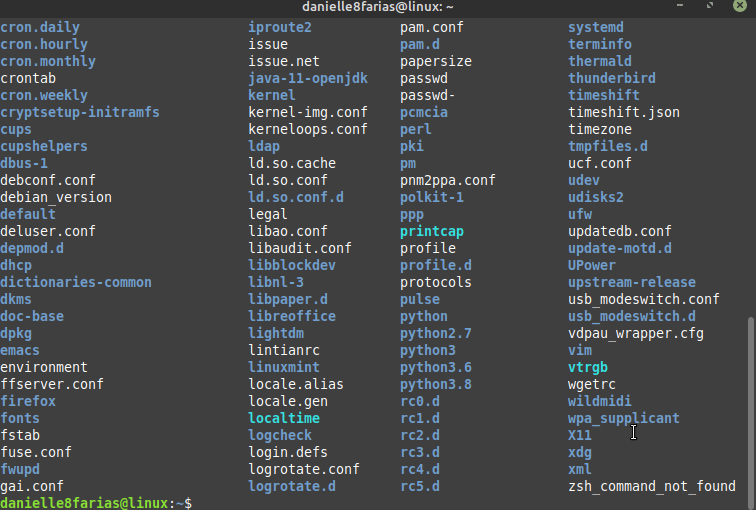 danielle8farias@linux: ~
cron.daily iproute2 pam.conf systemd
cron.hourly issue pam.d terminfo
cron.monthly issue.net papersize thermald
crontab java-11-openjdk passwd thunderbird
cron.weekly kernel passwd- timeshift
cryptsetup-initramfs kernel-img.conf pcmcia timeshift.json
cups kerneloops.conf perl timezone
cupshelpers ldap pki tmpfiles.d
dbus-1 ld.so.cache pm ucf.conf
debconf.conf ld.so.conf pnm2ppa.conf udev
debian_version ld.so.conf.d polkit-1 udisks2
default legal ppp ufw
deluser.conf libao.conf printcap updatedb.conf
depmod.d libaudit.conf profile update-motd.d
dhcp libblockdev profile.d UPower
dictionaries-common libnl-3 protocols upstream-release
dkms libpaper.d pulse usb_modeswitch.conf
doc-base libreoffice python usb_modeswitch.d
dpkg lightdm python2.7 vdpau_wrapper.cfg
emacs lintianrc python3 vim
environment linuxmint python3.6 vtrgb
ffserver.conf locale.alias python3.8 wgetrc
firefox locale.gen rc0.d wildmidi
fonts localtime rc1.d wpa_supplicant
fstab logcheck rc2.d X11
fuse.conf login.defs rc3.d xdg
fwupd logrotate.conf rc4.d xml
gai.conf logrotate.d rc5.d zsh_command_not_found
danielle8farias@linux:~$